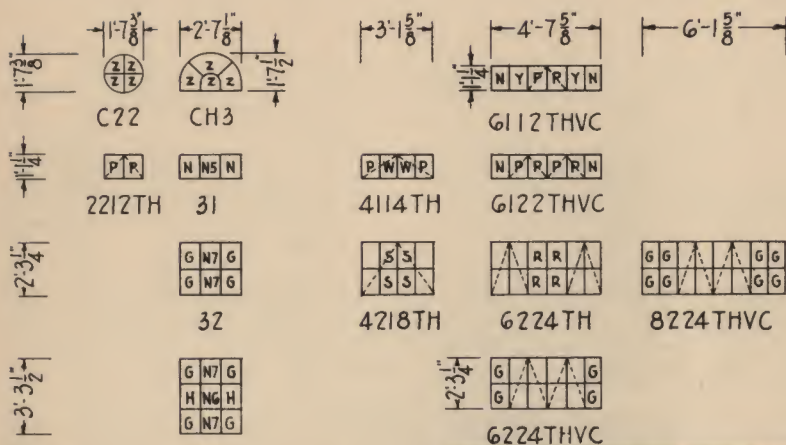 1'-7 3/8" 2'-7 1/8" 3'-1 5/8" 4'-7 5/8" 6'-1 5/8"
1'-7 3/8" Z Z Z Z Z Z Z 1'-7 1/2" 1'-1 1/4" N Y P R Y N
C22 CH3 6112THVC
1'-1 1/4" P R N N5 N P W W P N P R P R N
2212TH 31 4114TH 6122THVC
2'-3 1/4" G N7 G S S R R G G G G
G N7 G S S R R G G G G
32 4218TH 6224TH 8224THVC
3'-3 1/2" G N7 G 2'-3 1/4" G G
H N6 H G G
G N7 G
6224THVC